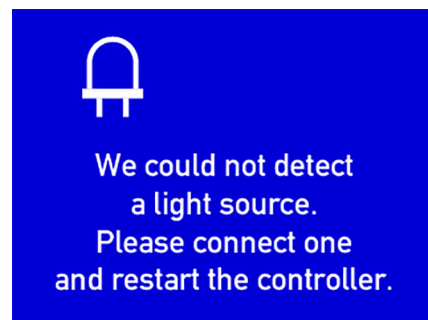 We could not detect
a light source.
Please connect one
and restart the controller.